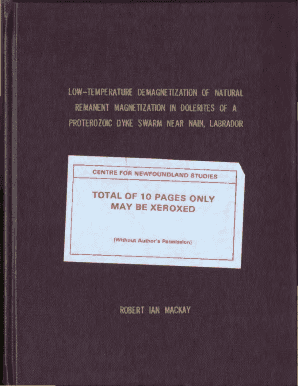 LOW-TEMPERATURE DEMAGNETIZATION OF NATURAL
REMANENT MAGNETIZATION IN DOLERITES OF A
PROTEROZOIC DYKE SWARM NEAR NAIN, LABRADOR
CENTRE FOR NEWFOUNDLAND STUDIES
TOTAL OF 10 PAGES ONLY
MAY BE XEROXED
(Without Author's Permission)
ROBERT IAN MACKAY